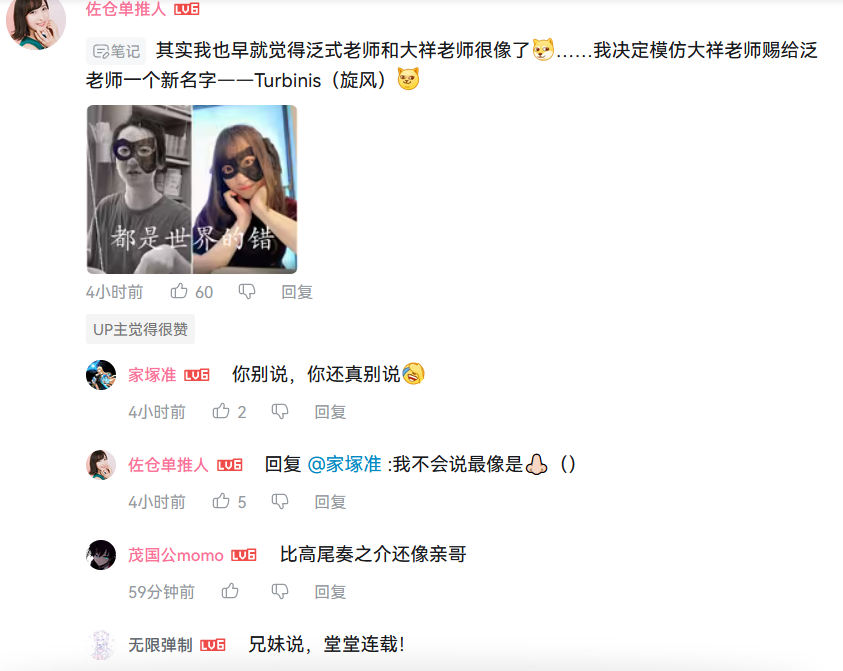 佐仓单推人 LV6
笔记 其实我也早就觉得泛式老师和大祥老师很像了……我决定模仿大祥老师赐给泛
老师一个新名字——Turbinis（旋风）
都是世界的错
4小时前 60 回复
UP主觉得很赞
家塚准 LV6 你别说，你还真别说
4小时前 2 回复
佐仓单推人 LV6 回复 @家塚准 :我不会说最像是（）
4小时前 5 回复
茂国公momo LV6 比高尾奏之介还像亲哥
59分钟前 回复
无限弹制 LV6 兄妹说，堂堂连载！